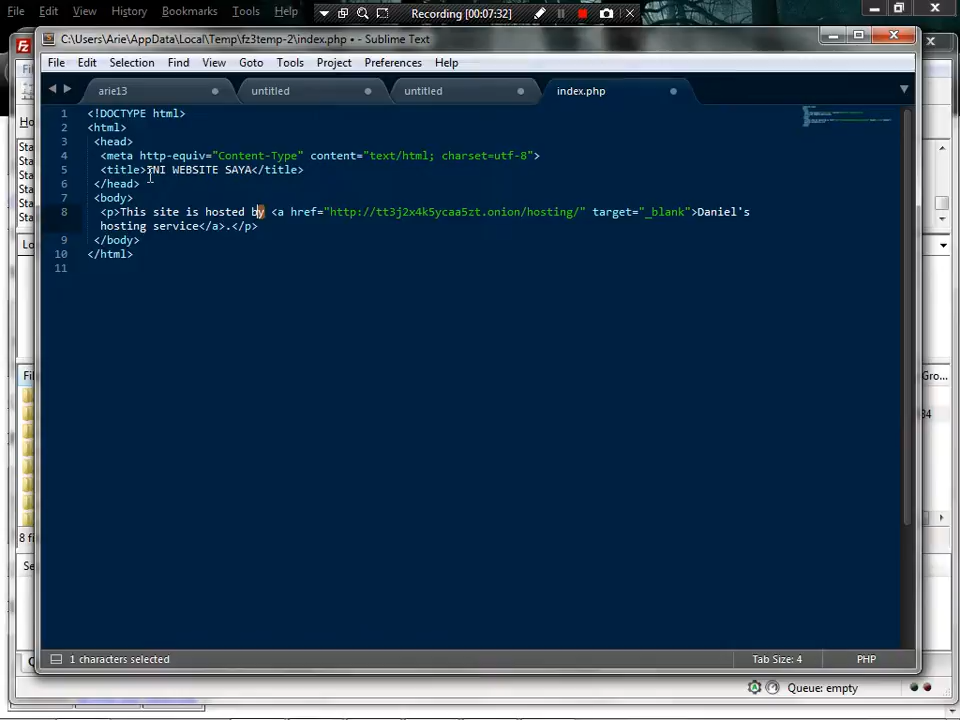 File Edit View History Bookmarks Tools Help
Recording [00:07:32]
C:\Users\Arie\AppData\Local\Temp\fz3temp-2\index.php • - Sublime Text
File Edit Selection Find View Goto Tools Project Preferences Help
arie13 untitled untitled index.php
1 <!DOCTYPE html>
2 <html>
3 <head>
4 <meta http-equiv="Content-Type" content="text/html; charset=utf-8">
5 <title>INI WEBSITE SAYA</title>
6 </head>
7 <body>
8 <p>This site is hosted by <a href="http://tt3j2x4k5ycaa5zt.onion/hosting/" target="_blank">Daniel's
hosting service</a>.</p>
9 </body>
10 </html>
11
Gro...
8 fi
1 characters selected Tab Size: 4 PHP
Queue: empty